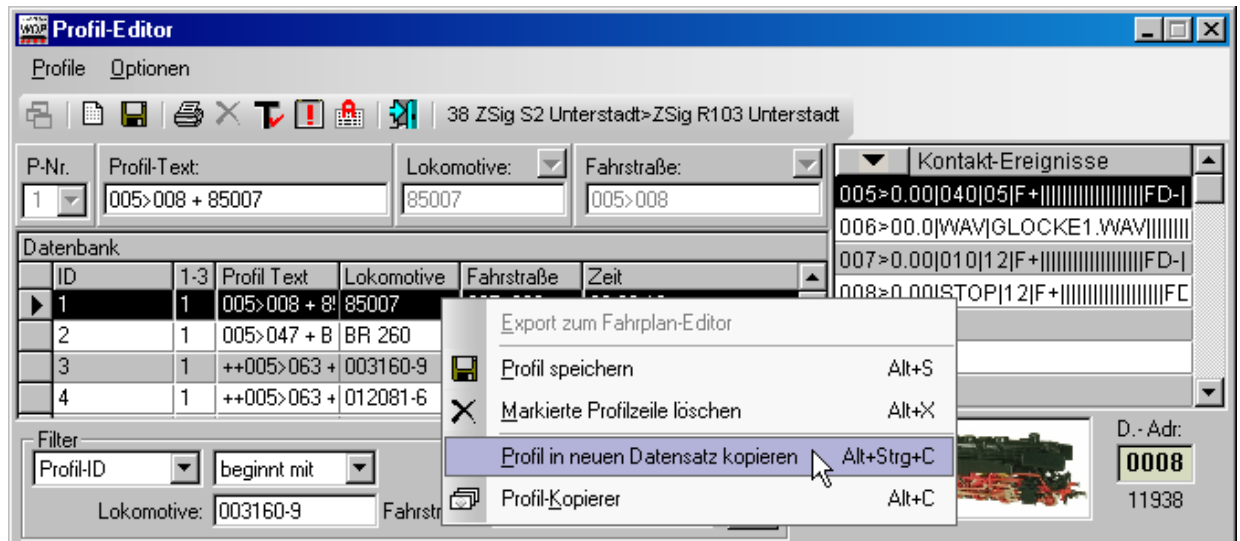 Profil-Editor
Profile Optionen
38 ZSig S2 Unterstadt>ZSig R103 Unterstadt
P-Nr. Profil-Text: Lokomotive: Fahrstraße:
1 005>008 + 85007 85007 005>008
Kontakt-Ereignisse
005>0.00|040|05|F+||||||||||||||||||||FD-|
006>00.0|WAV|GLOCKE1.WAV||||||||
007>0.00|010|12|F+||||||||||||||||||||FD-|
008>0.00|STOP|12|F+|||||||||||||||||||FD
Datenbank
ID 1-3 Profil Text Lokomotive Fahrstraße Zeit
1 1 005>008 + 8 85007
2 1 005>047 + B BR 260
3 1 ++005>063 + 003160-9
4 1 ++005>063 + 012081-6
Export zum Fahrplan-Editor
Profil speichern Alt+S
Markierte Profilzeile löschen Alt+X
Profil in neuen Datensatz kopieren Alt+Strg+C
Profil-Kopierer Alt+C
Filter
Profil-ID beginnt mit
Lokomotive: 003160-9 Fahrstr
D.- Adr:
0008
11938